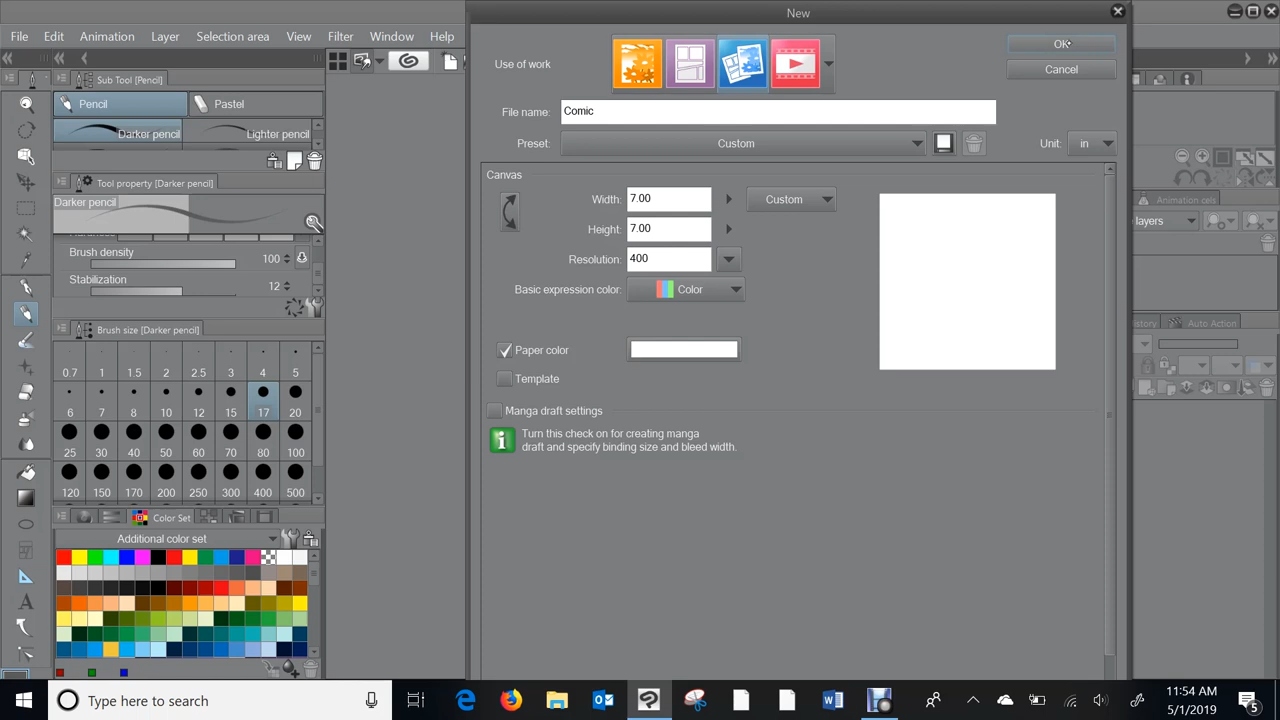 New
File Edit Animation Layer Selection area View Filter Window Help
Use of work
OK
Cancel
Sub Tool [Pencil]
Pencil Pastel
File name: Comic
Darker pencil Lighter pencil
Preset: Custom Unit: in
Canvas
Tool property [Darker pencil]
Width: 7.00 Custom
Darker pencil
Height: 7.00
Animation cels
layers
Brush density 100
Resolution: 400
Stabilization 12
Basic expression color: Color
Brush size [Darker pencil]
History Auto Action
Paper color
0.7 1 1.5 2 2.5 3 4 5
Template
6 7 8 10 12 15 17 20
Manga draft settings
Turn this check on for creating manga
draft and specify binding size and bleed width.
25 30 40 50 60 70 80 100
120 150 170 200 250 300 400 500
Color Set
Additional color set
Type here to search
11:54 AM
5/1/2019
5